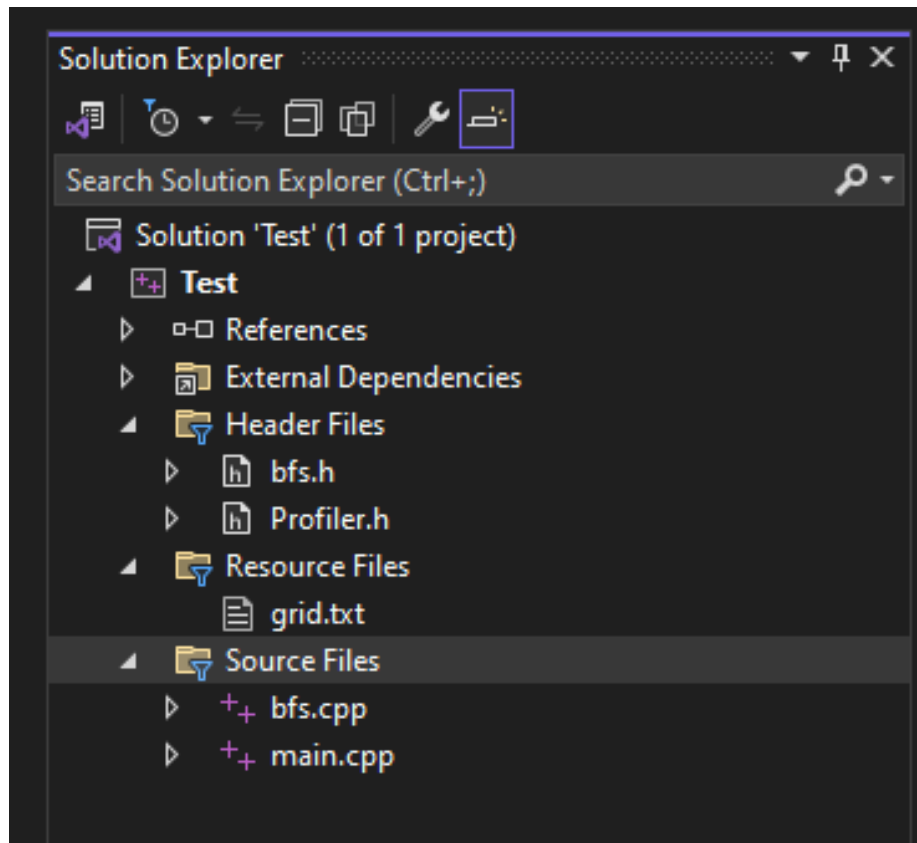 Solution Explorer
Search Solution Explorer (Ctrl+;)
Solution 'Test' (1 of 1 project)
Test
References
External Dependencies
Header Files
bfs.h
Profiler.h
Resource Files
grid.txt
Source Files
bfs.cpp
main.cpp